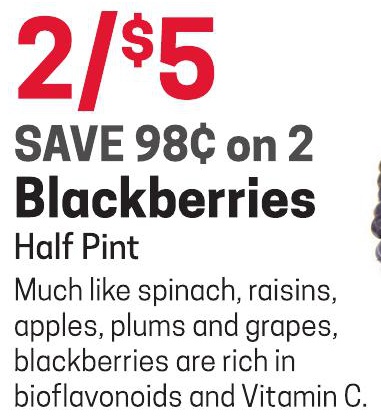 2/$5
SAVE 98¢ on 2
Blackberries
Half Pint
Much like spinach, raisins,
apples, plums and grapes,
blackberries are rich in
bioflavonoids and Vitamin C.